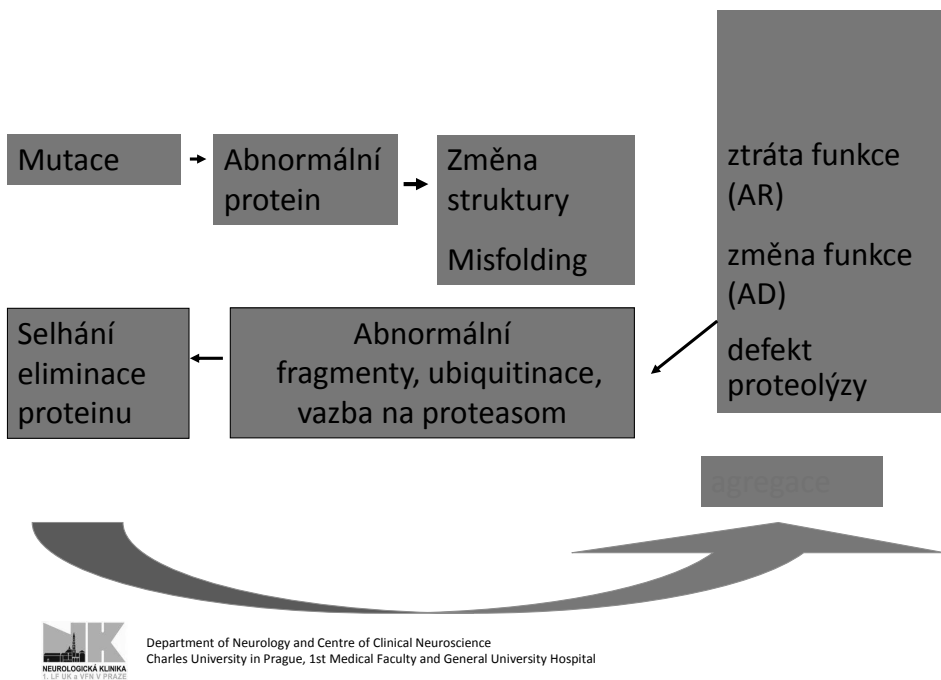 Mutace
Abnormální
protein
Změna
struktury
Misfolding
ztráta funkce
(AR)
změna funkce
(AD)
defekt
proteolýzy
Abnormální
fragmenty, ubiquitinace,
vazba na proteasom
Selhání
eliminace
proteinu
agregace
NEUROLOGICKÁ KLINIKA
1. LF UK a VFN V PRAZE
Department of Neurology and Centre of Clinical Neuroscience
Charles University in Prague, 1st Medical Faculty and General University Hospital